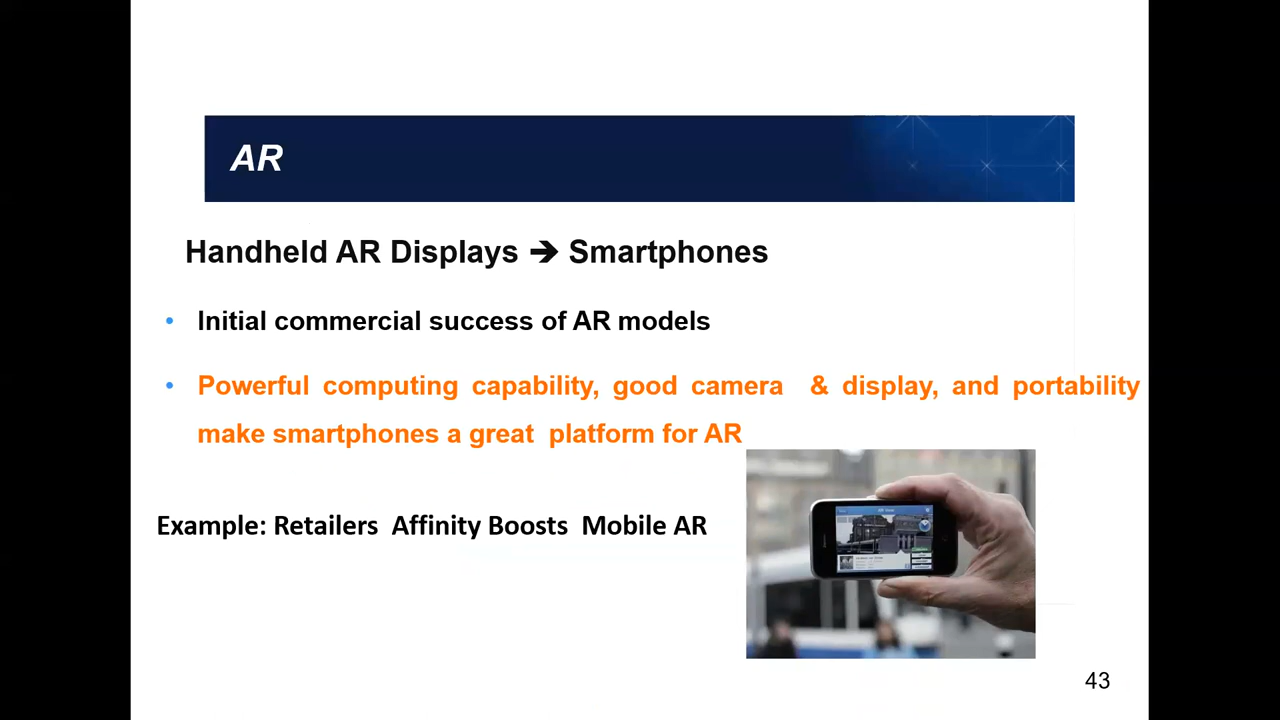 AR
Handheld AR Displays ➔ Smartphones
• Initial commercial success of AR models
• Powerful computing capability, good camera & display, and portability
make smartphones a great platform for AR
Example: Retailers Affinity Boosts Mobile AR
43